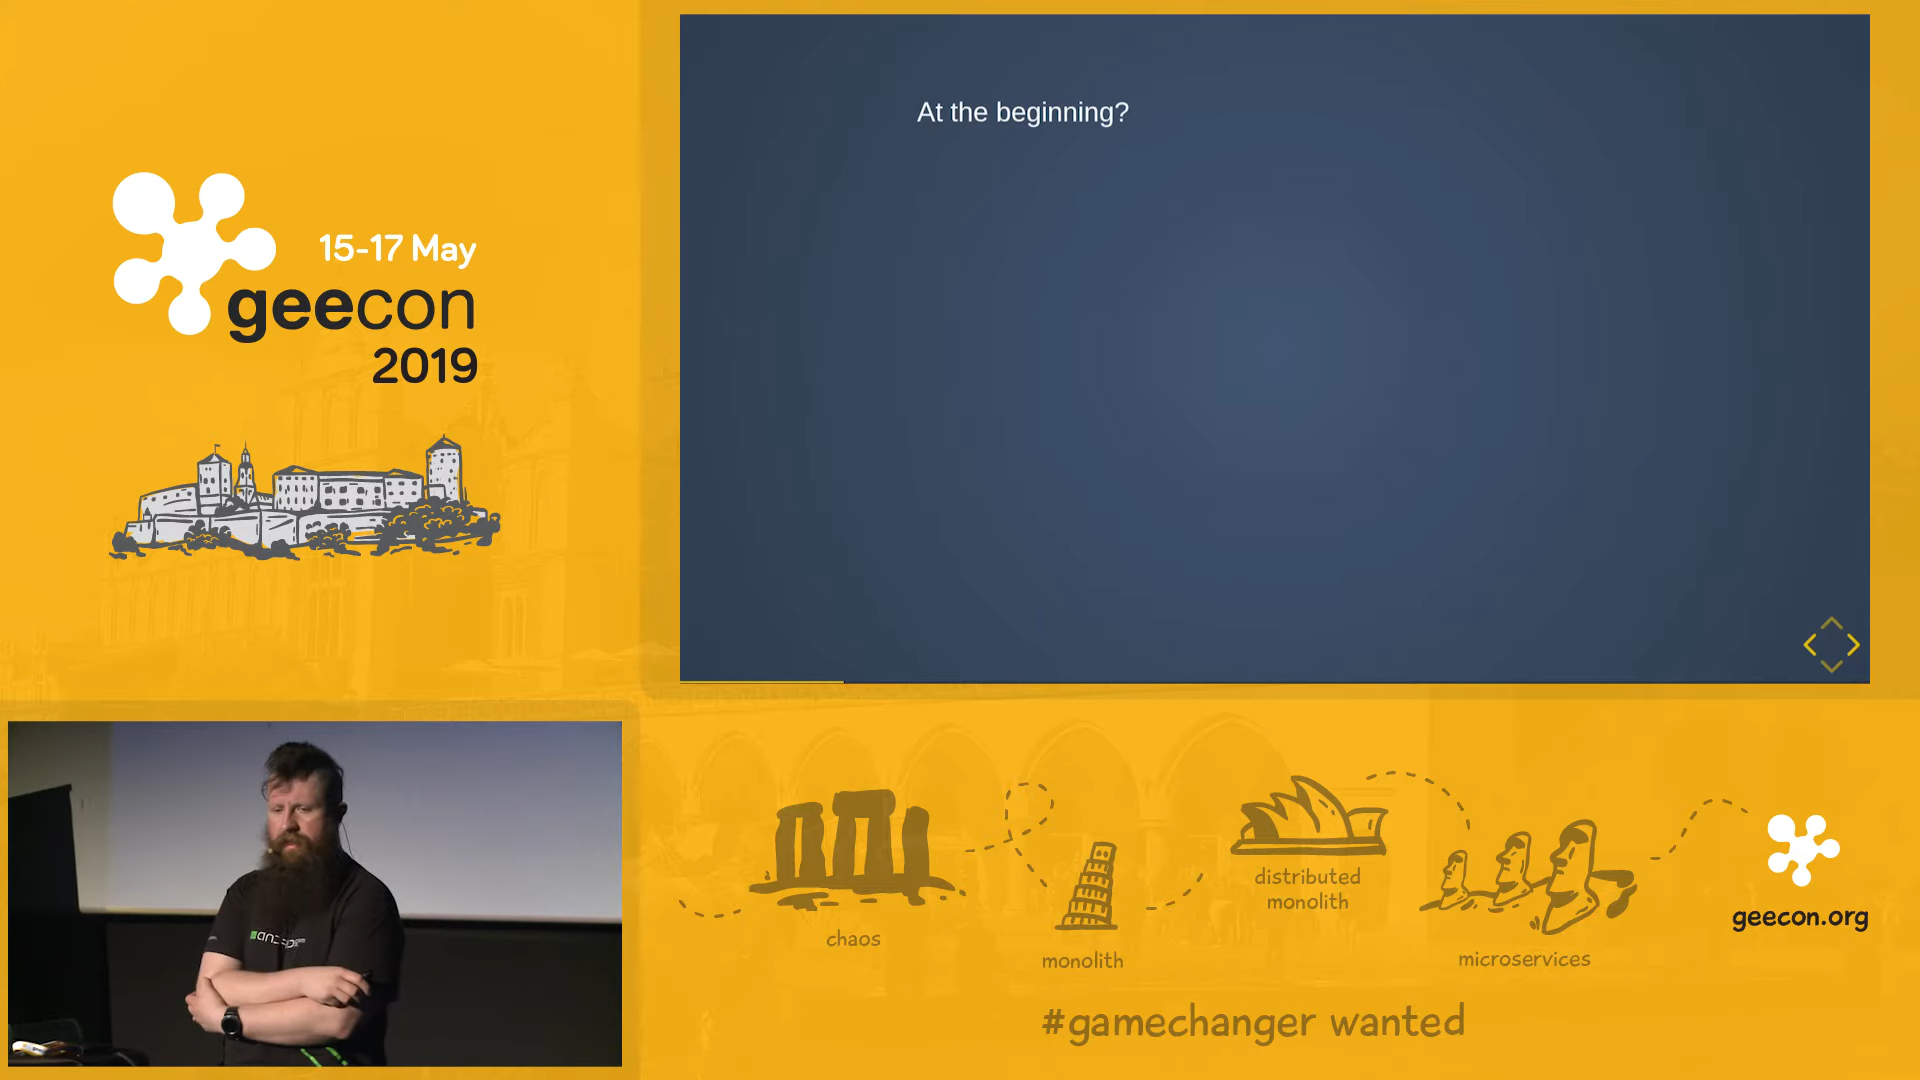 At the beginning?
15-17 May
geecon
2019
chaos
monolith
distributed
monolith
microservices
geecon.org
#gamechanger wanted